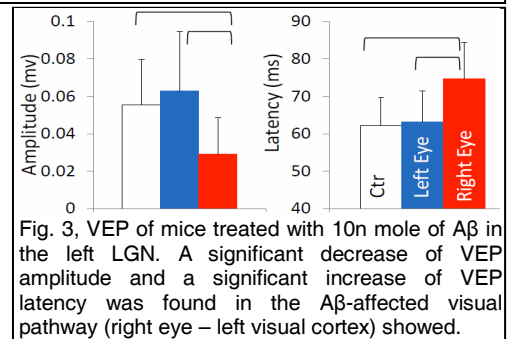 0.1
0.08
0.06
0.04
0.02
0
Amplitude (mv)
90
80
70
60
50
40
Latency (ms)
Ctr
Left Eye
Right Eye
Fig. 3, VEP of mice treated with 10n mole of Aβ in
the left LGN. A significant decrease of VEP
amplitude and a significant increase of VEP
latency was found in the Aβ-affected visual
pathway (right eye – left visual cortex) showed.